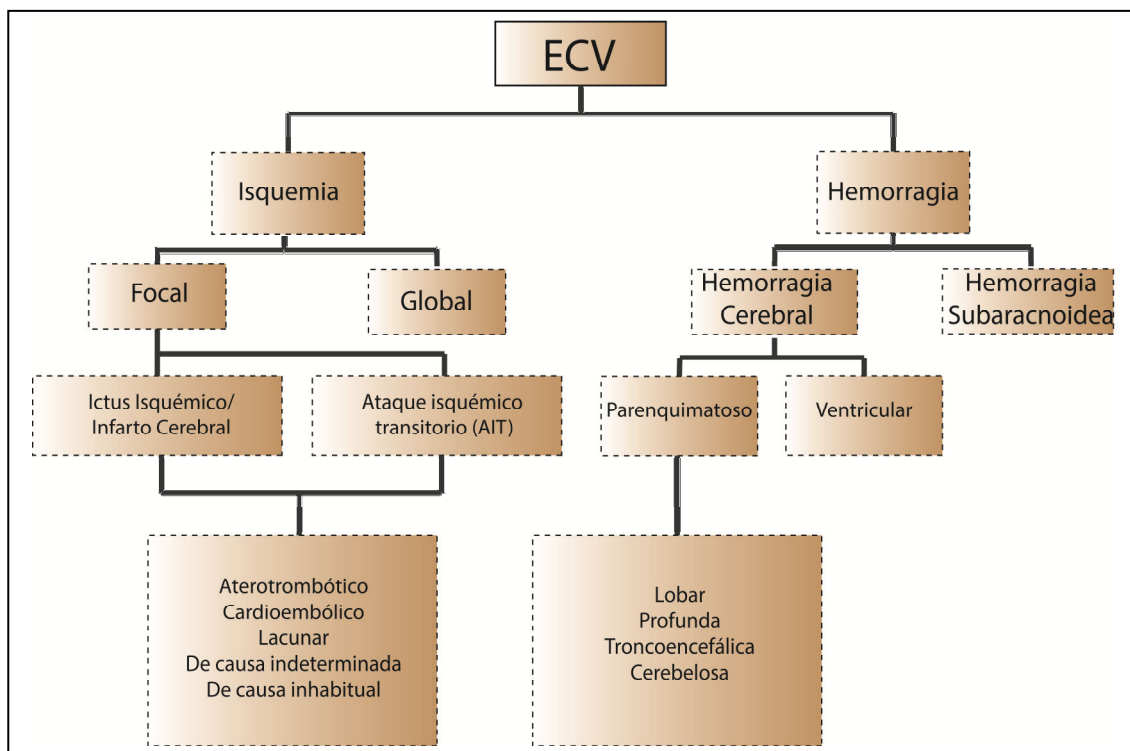 ECV
Isquemia
Hemorragia
Focal
Global
Hemorragia
Cerebral
Hemorragia
Subaracnoidea
Ictus Isquémico/
Infarto Cerebral
Ataque isquémico
transitorio (AIT)
Parenquimatoso
Ventricular
Aterotrombótico
Cardioembólico
Lacunar
De causa indeterminada
De causa inhabitual
Lobar
Profunda
Troncoencefálica
Cerebelosa